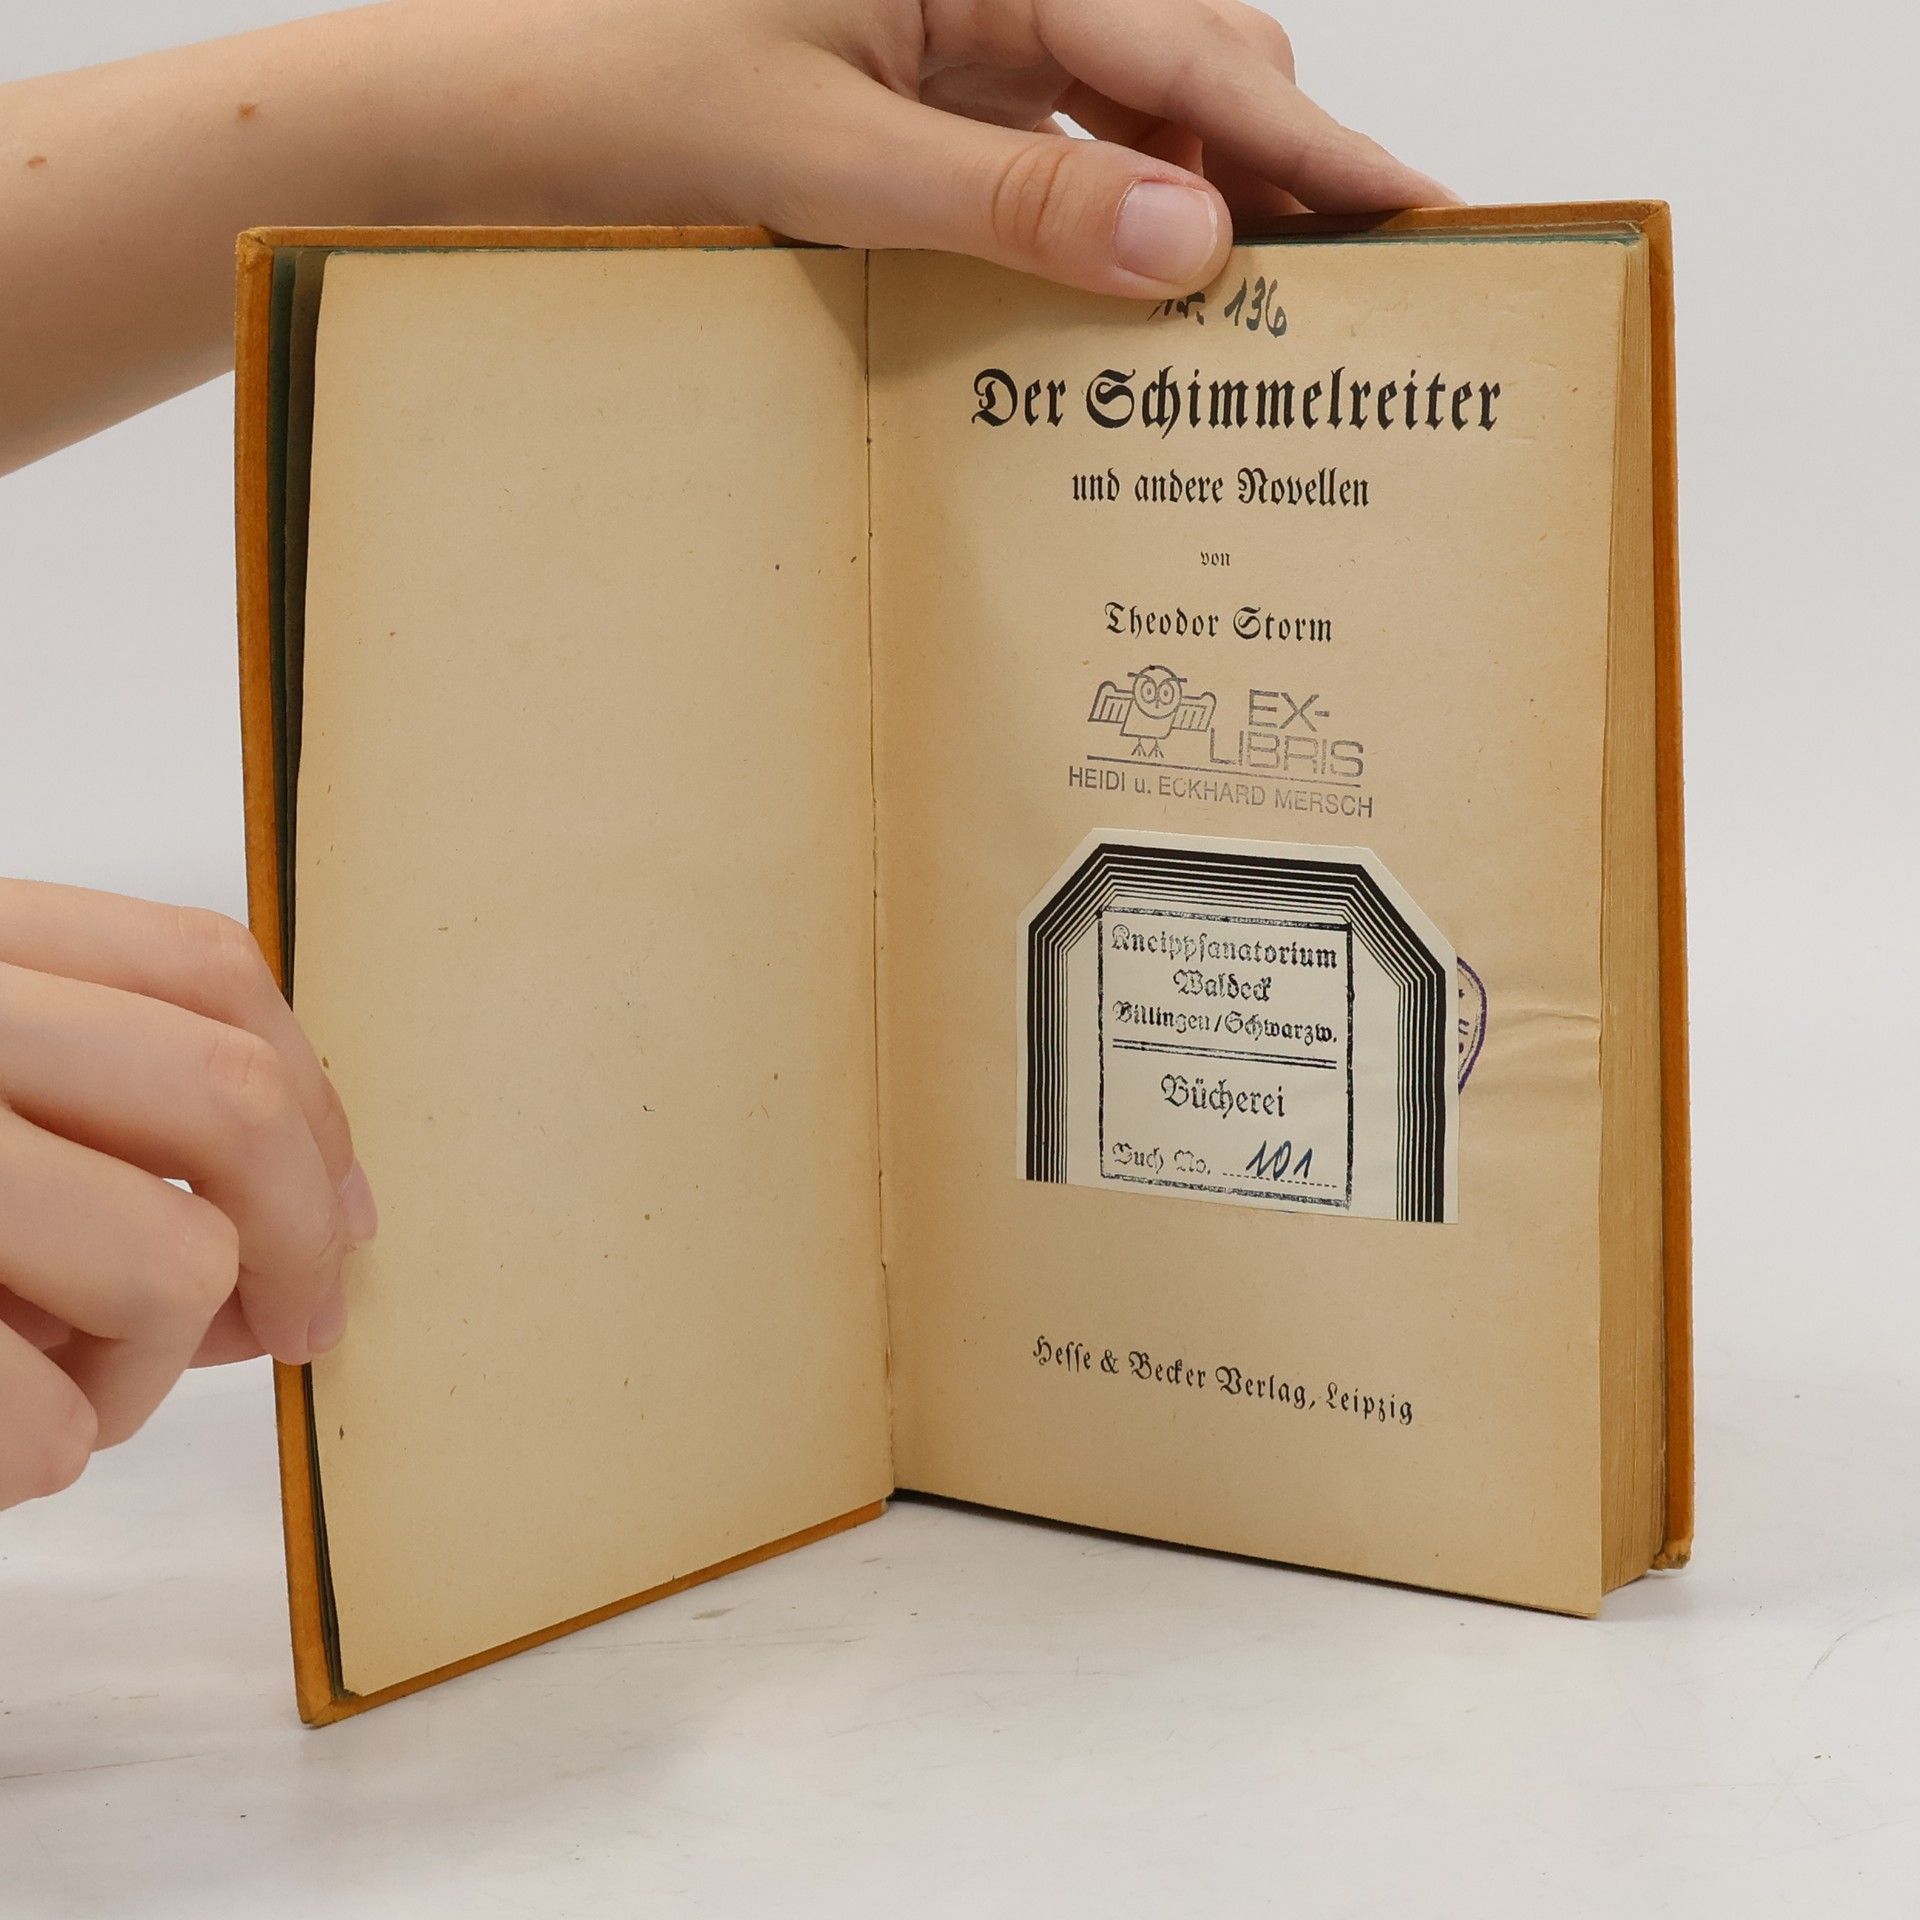 Nr. 136
Der Schimmelreiter
und andere Novellen
von
Theodor Storm
EX-
LIBRIS
HEIDI u. ECKHARD MERSCH
Kneippsanatorium
Waldeck
Villingen/Schwarzw.
Bücherei
Buch No. 101
Hesse & Becker Verlag, Leipzig